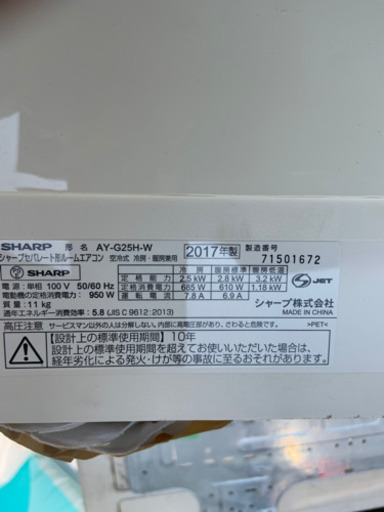 SHARP 形名 AY-G25H-W 2017年製 製造番号 71501672
シャープセパレート形ルームエアコン 空冷式 冷房・暖房兼用
SHARP
冷房 暖房標準 暖房低温
定格能力 2.5 kW 2.8 kW 3.2 kW
電源:単相 100 V 50/60 Hz 定格消費電力 665 W 610 W 1.18 kW
電動機の定格消費電力: 950 W 運転電流 7.8 A 6.9 A
質量:11 kg
JET
シャープ株式会社
MADE IN CHINA
通年エネルギー消費効率: 5.8 (JIS C 9612:2013)
高圧注意 サービスマン以外の人は分解しないで下さい、内部に高電圧があり危険です。 >PET<
【設計上の標準使用期間】10年
設計上の標準使用期間を超えてお使いいただいた場合は、
経年劣化による発火・けが等の事故に至るおそれがあります。